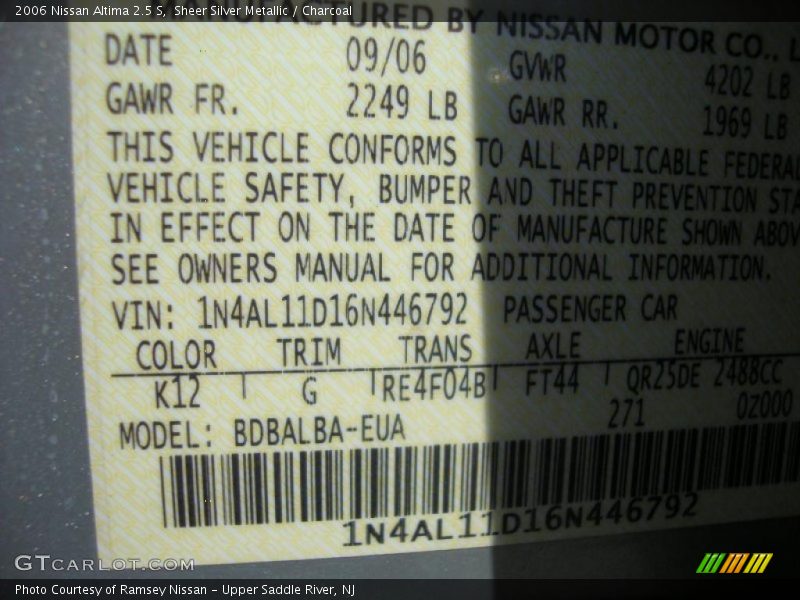 2006 Nissan Altima 2.5 S, Sheer Silver Metallic / Charcoal
MANUFACTURED BY NISSAN MOTOR CO., L
DATE 09/06 GVWR 4202 LB
GAWR FR. 2249 LB GAWR RR. 1969 LB
THIS VEHICLE CONFORMS TO ALL APPLICABLE FEDERAL
VEHICLE SAFETY, BUMPER AND THEFT PREVENTION STA
IN EFFECT ON THE DATE OF MANUFACTURE SHOWN ABOV
SEE OWNERS MANUAL FOR ADDITIONAL INFORMATION.
VIN: 1N4AL11D16N446792 PASSENGER CAR
COLOR TRIM TRANS AXLE ENGINE
K12 G RE4F04B FT44 QR25DE 2488CC
271 0Z000
MODEL: BDBALBA-EUA
1N4AL11D16N446792
GTCARLOT.COM
Photo Courtesy of Ramsey Nissan - Upper Saddle River, NJ